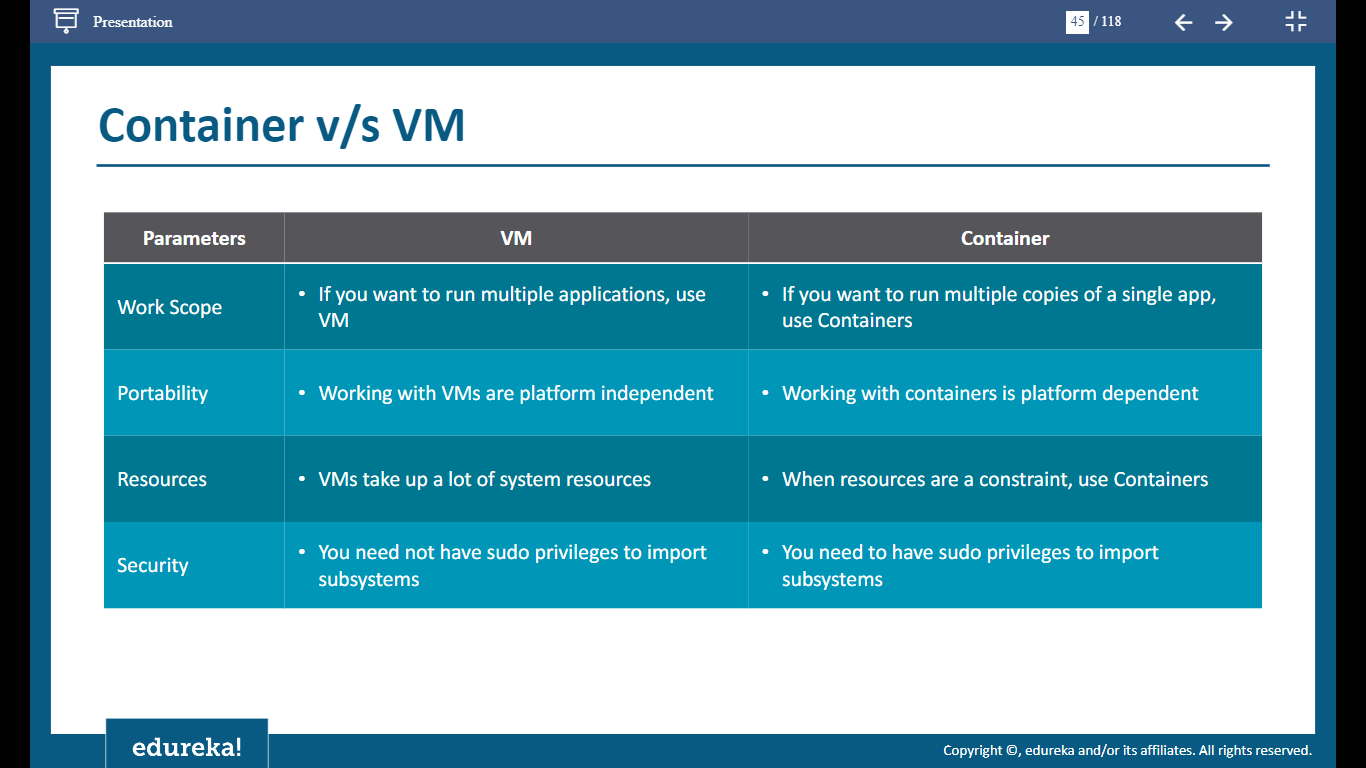 Presentation
45 / 118
Container v/s VM
Parameters
VM
Container
Work Scope
• If you want to run multiple applications, use
VM
• If you want to run multiple copies of a single app,
use Containers
Portability
• Working with VMs are platform independent
• Working with containers is platform dependent
Resources
• VMs take up a lot of system resources
• When resources are a constraint, use Containers
Security
• You need not have sudo privileges to import
subsystems
• You need to have sudo privileges to import
subsystems
edureka!
Copyright ©, edureka and/or its affiliates. All rights reserved.